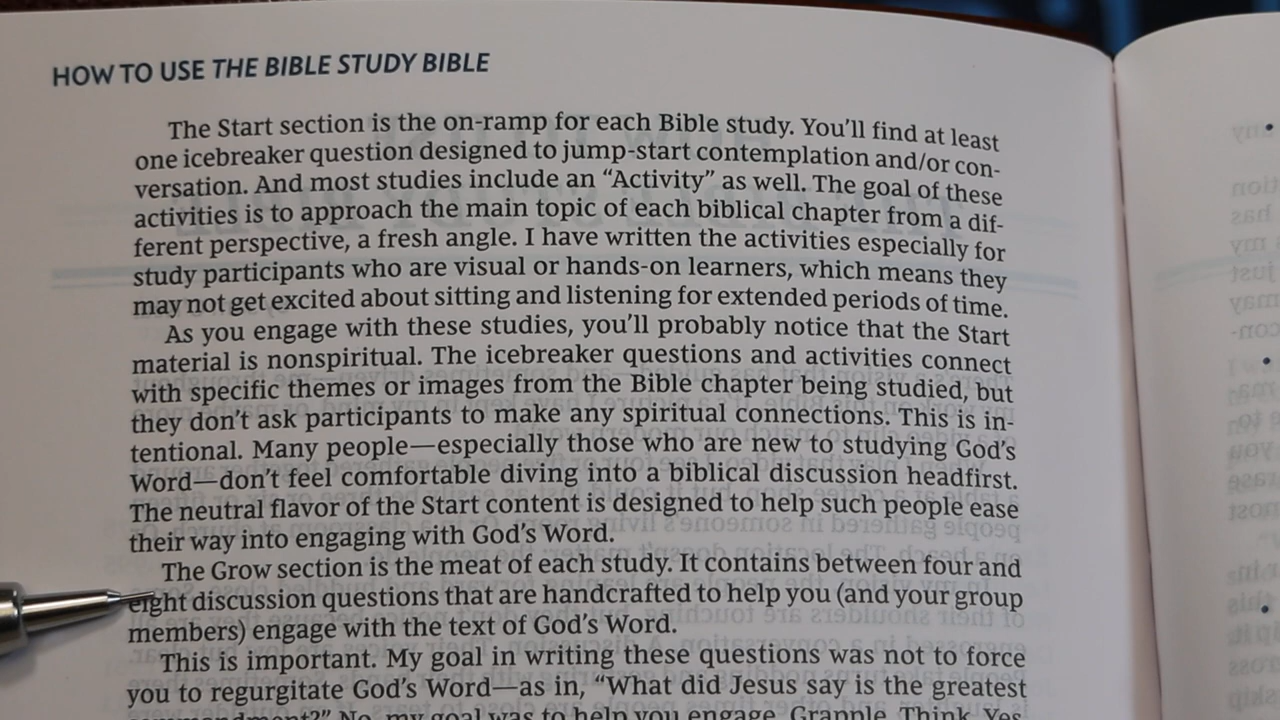 HOW TO USE THE BIBLE STUDY BIBLE
The Start section is the on-ramp for each Bible study. You’ll find at least
one icebreaker question designed to jump-start contemplation and/or con-
versation. And most studies include an “Activity” as well. The goal of these
activities is to approach the main topic of each biblical chapter from a dif-
ferent perspective, a fresh angle. I have written the activities especially for
study participants who are visual or hands-on learners, which means they
may not get excited about sitting and listening for extended periods of time.
As you engage with these studies, you’ll probably notice that the Start
material is nonspiritual. The icebreaker questions and activities connect
with specific themes or images from the Bible chapter being studied, but
they don’t ask participants to make any spiritual connections. This is in-
tentional. Many people—especially those who are new to studying God’s
Word—don’t feel comfortable diving into a biblical discussion headfirst.
The neutral flavor of the Start content is designed to help such people ease
their way into engaging with God’s Word.
The Grow section is the meat of each study. It contains between four and
eight discussion questions that are handcrafted to help you (and your group
members) engage with the text of God’s Word.
This is important. My goal in writing these questions was not to force
you to regurgitate God’s Word—as in, “What did Jesus say is the greatest
commandment?” No, my goal was to help you engage. Grapple. Think. Yes,